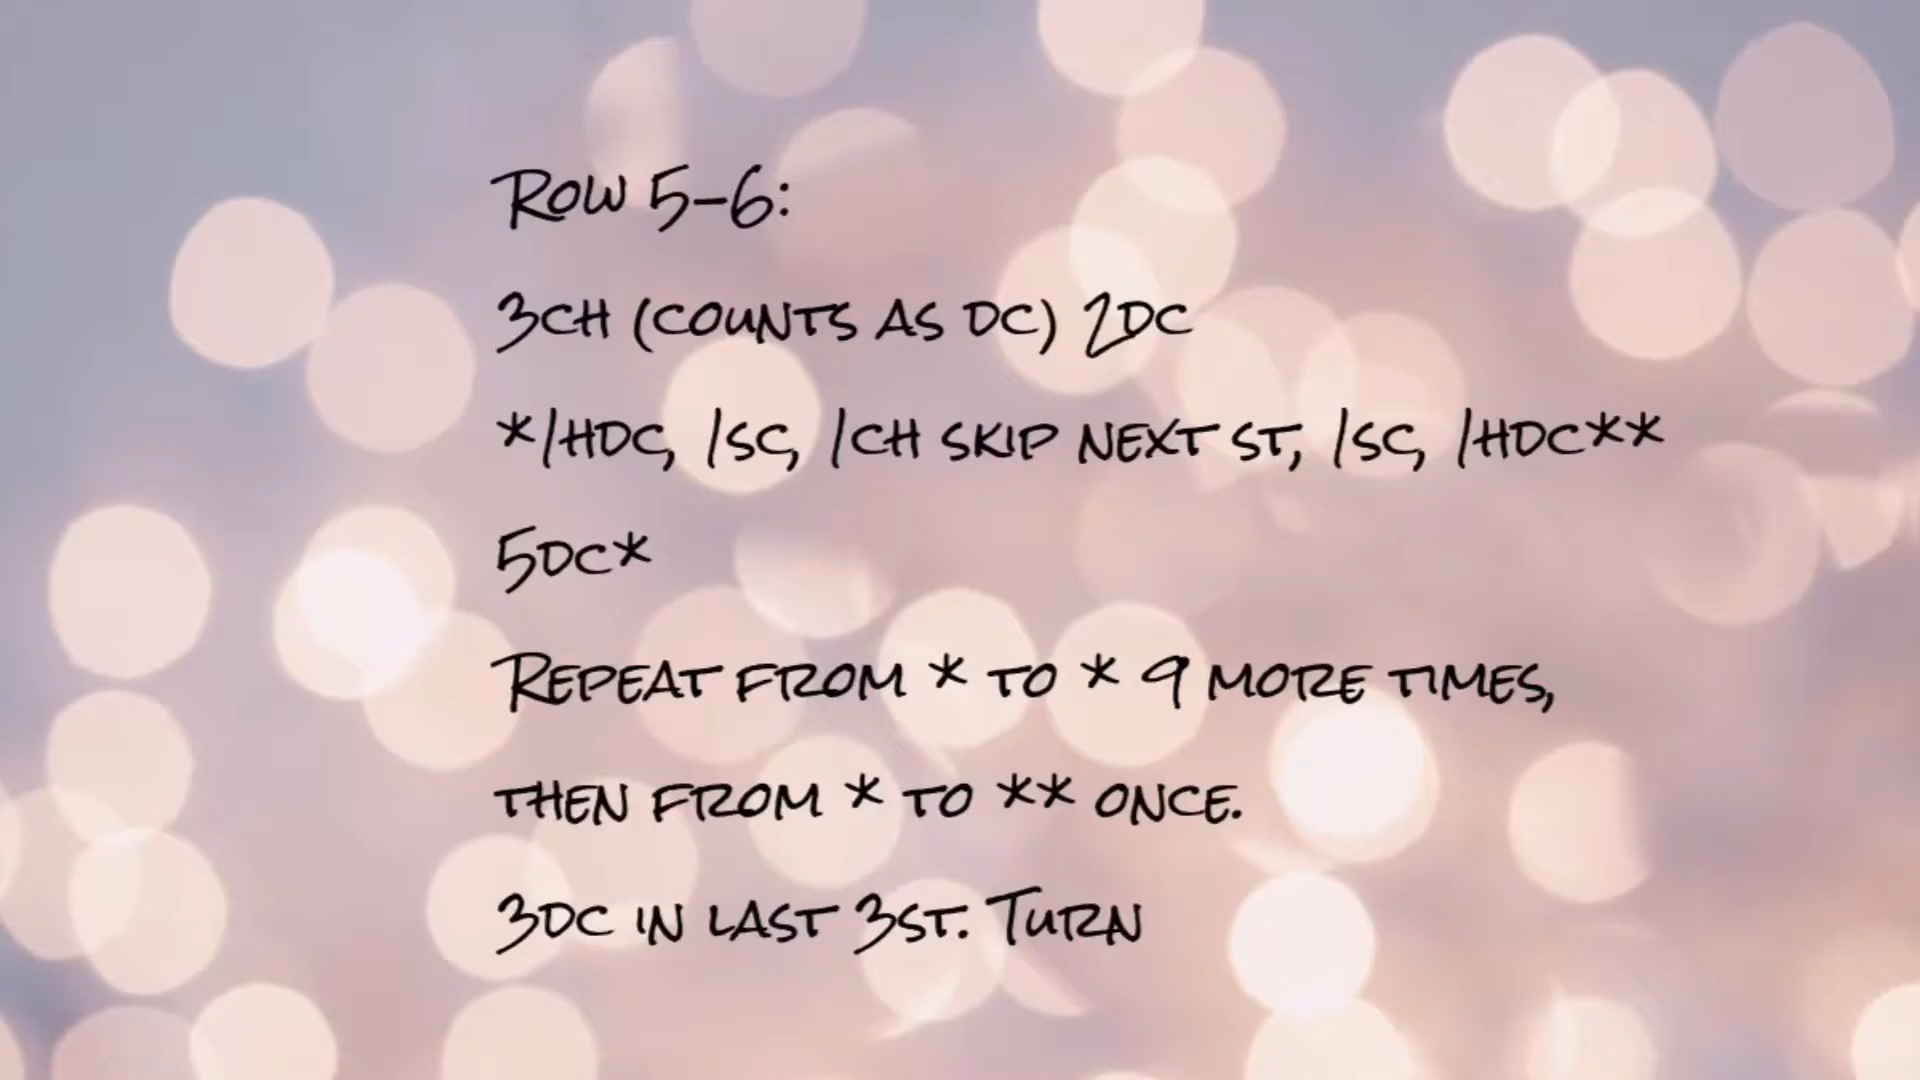 Row 5-6:
3ch (counts as dc) 2dc
*1hdc, 1sc, 1ch skip next st, 1sc, 1hdc**
5dc*
Repeat from * to * 9 more times,
then from * to ** once.
3dc in last 3st. Turn